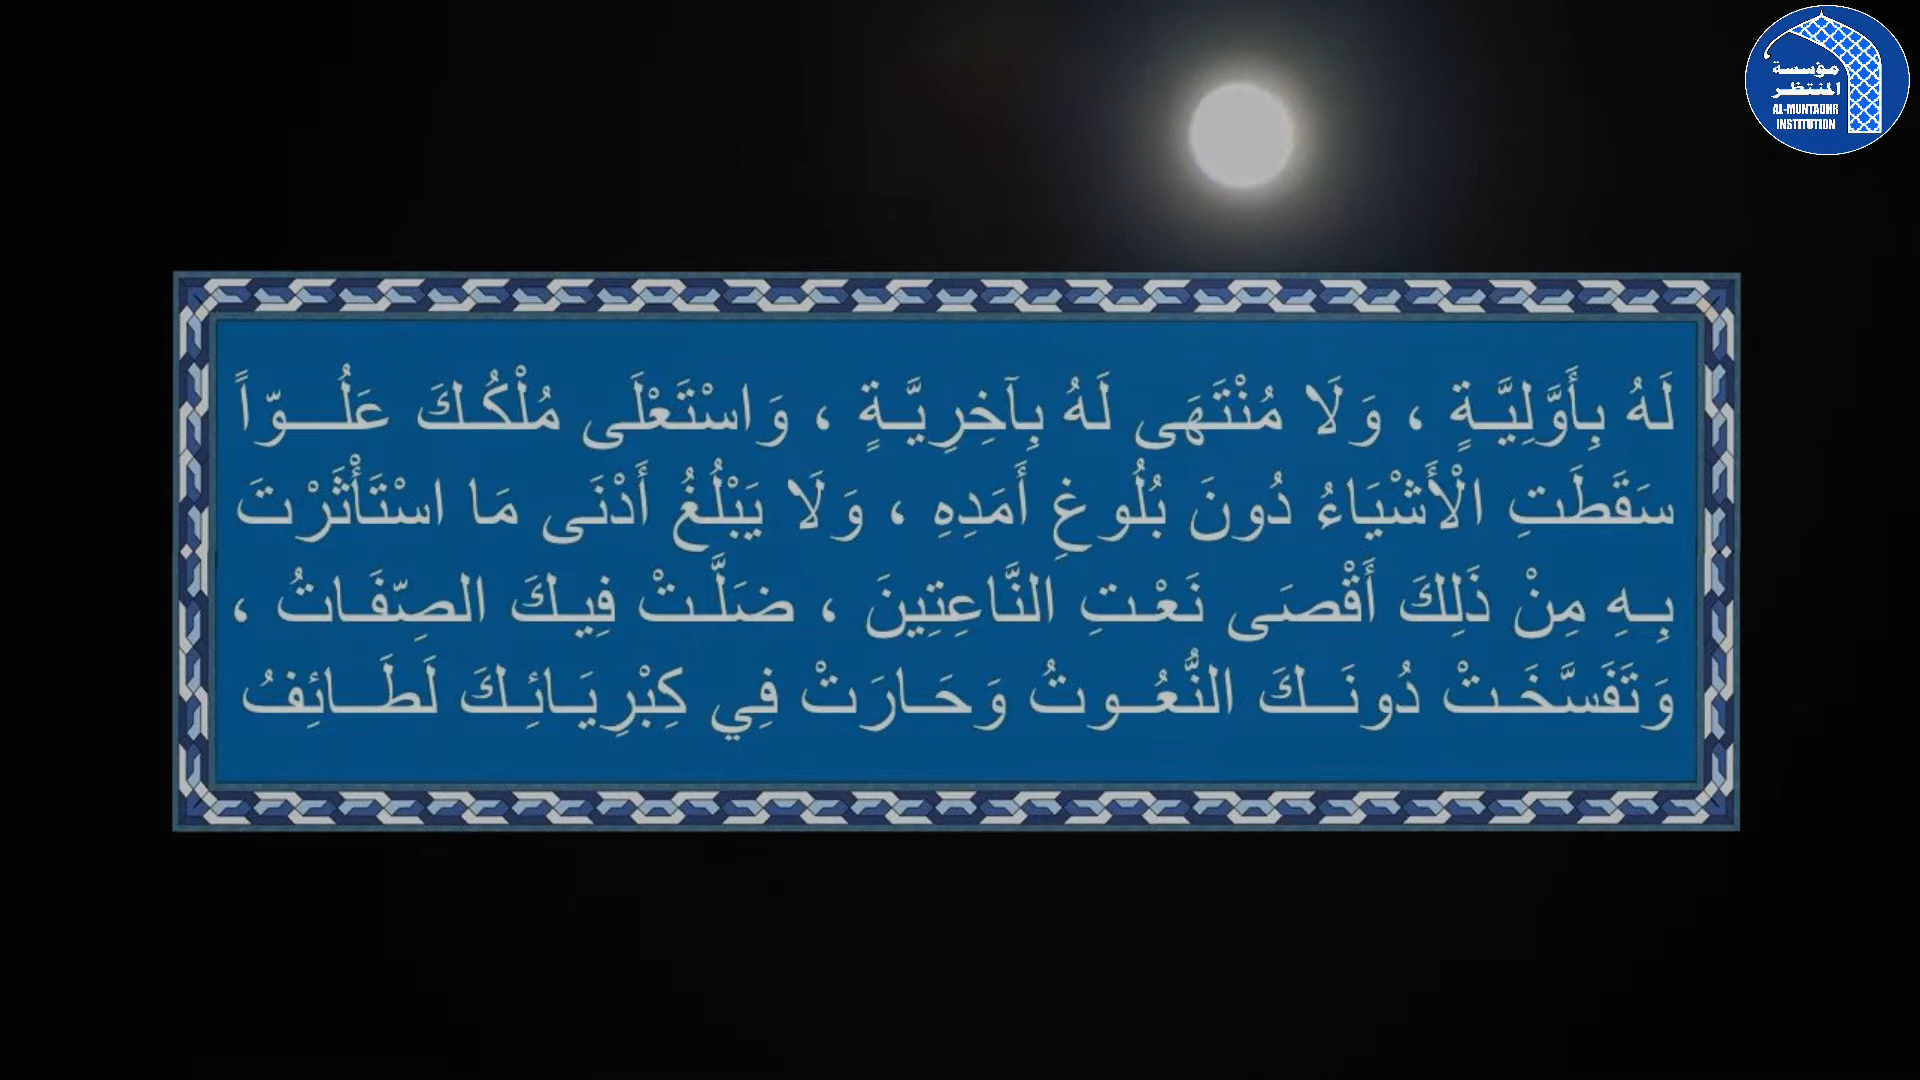 مؤسسة
المنتظر
AL-MUNTADHR
INSTITUTION
لَهُ بِأَوَّلِيَّةٍ ، وَلَا مُنْتَهَى لَهُ بِآخِرِيَّةٍ ، وَاسْتَعْلَى مُلْكُكَ عَلُوّاً
سَقَطَتِ الْأَشْيَاءُ دُونَ بُلُوغِ أَمَدِهِ ، وَلَا يَبْلُغُ أَدْنَى مَا اسْتَأْثَرْتَ
بِهِ مِنْ ذَلِكَ أَقْصَى نَعْتِ النَّاعِتِينَ ، ضَلَّتْ فِيكَ الصِّفَاتُ ،
وَتَفَسَّخَتْ دُونَكَ النُّعُوتُ وَحَارَتْ فِي كِبْرِيَائِكَ لَطَائِفُ